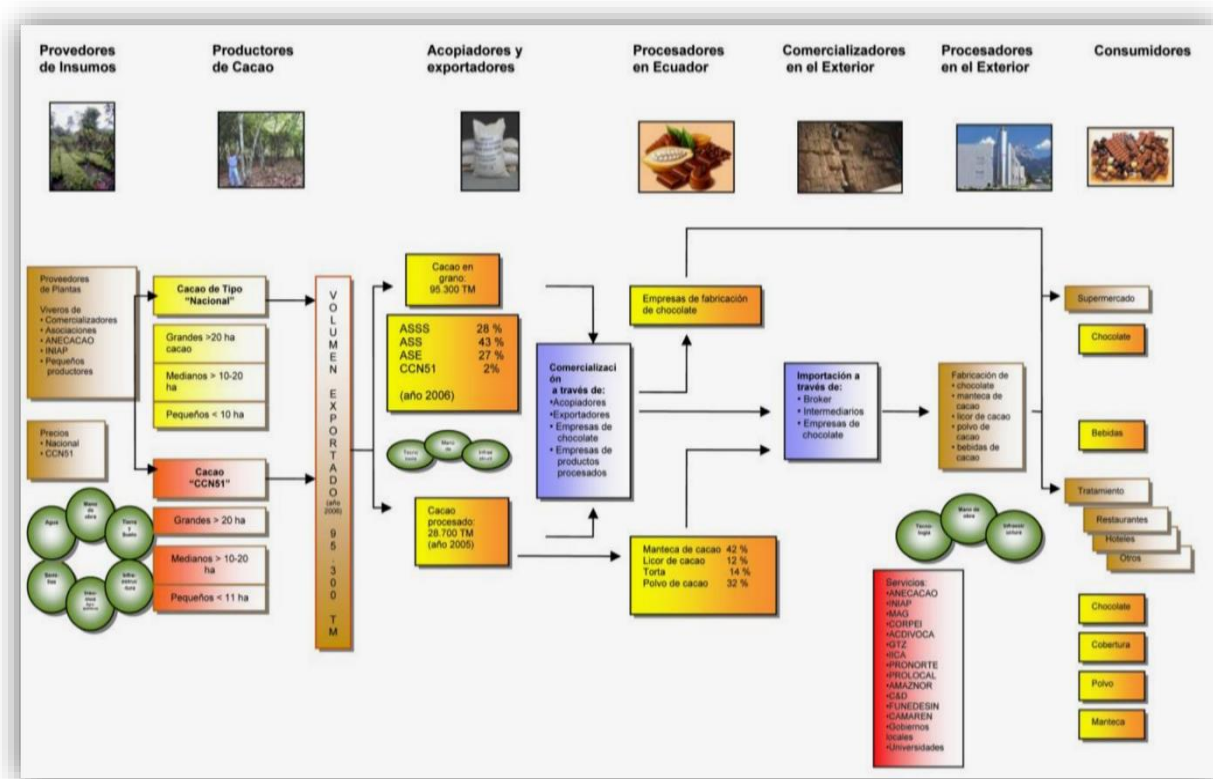 Provedores
de Insumos
Productores
de Cacao
Acopiadores y
exportadores
Procesadores
en Ecuador
Comercializadores
en el Exterior
Procesadores
en el Exterior
Consumidores
Proveedores
de Plantas
Viveros de
• Comercializadores
• Asociaciones
• ANECACAO
• INIAP
• Pequeños
productores
Precios
• Nacional
• CCN51
Agua
Mano
de
obra
Tierra
y
Suelo
Infra-
estruc-
dura
Cacao de Tipo
"Nacional"
Grandes >20 ha
cacao
Medianos > 10-20
ha
Pequeños < 10 ha
Cacao
"CCN51"
Grandes > 20 ha
Medianos > 10-20
ha
Pequeños < 11 ha
VOLUMEN EXPORTADO (año 2006) 95.300 TM
Cacao en
grano:
95.300 TM
ASSS 28 %
ASS 43 %
ASE 27 %
CCN51 2%
(año 2006)
Mano
de
Cacao
procesado:
28.700 TM
(año 2005)
Comercializaci
ón
a través de:
•Acopiadores
•Exportadores
• Empresas de
chocolate
• Empresas de
productos
procesados
Empresas de fabricación
de chocolate
Manteca de cacao 42 %
Licor de cacao 12 %
Torta 14 %
Polvo de cacao 32 %
Importación a
través de:
• Broker
• Intermediarios
• Empresas de
chocolate
Fabricación de
• chocolate
• manteca de
cacao
• licor de cacao
• polvo de
cacao
• bebidas de
cacao
Tecno-
logía
Mano de
obra
Infraestr
uctura
Servicios:
•ANECACAO
•INIAP
•MAG
•CORPEI
•ACDIVOCA
•GTZ
•IICA
•PRONORTE
•PROLOCAL
•AMAZNOR
•C&D
•FUNEDESIN
•CAMAREN
•Gobiernos
locales
•Universidades
Supermercado
Chocolate
Bebidas
Tratamiento
Restaurantes
Hoteles
Otros
Chocolate
Cobertura
Polvo
Manteca